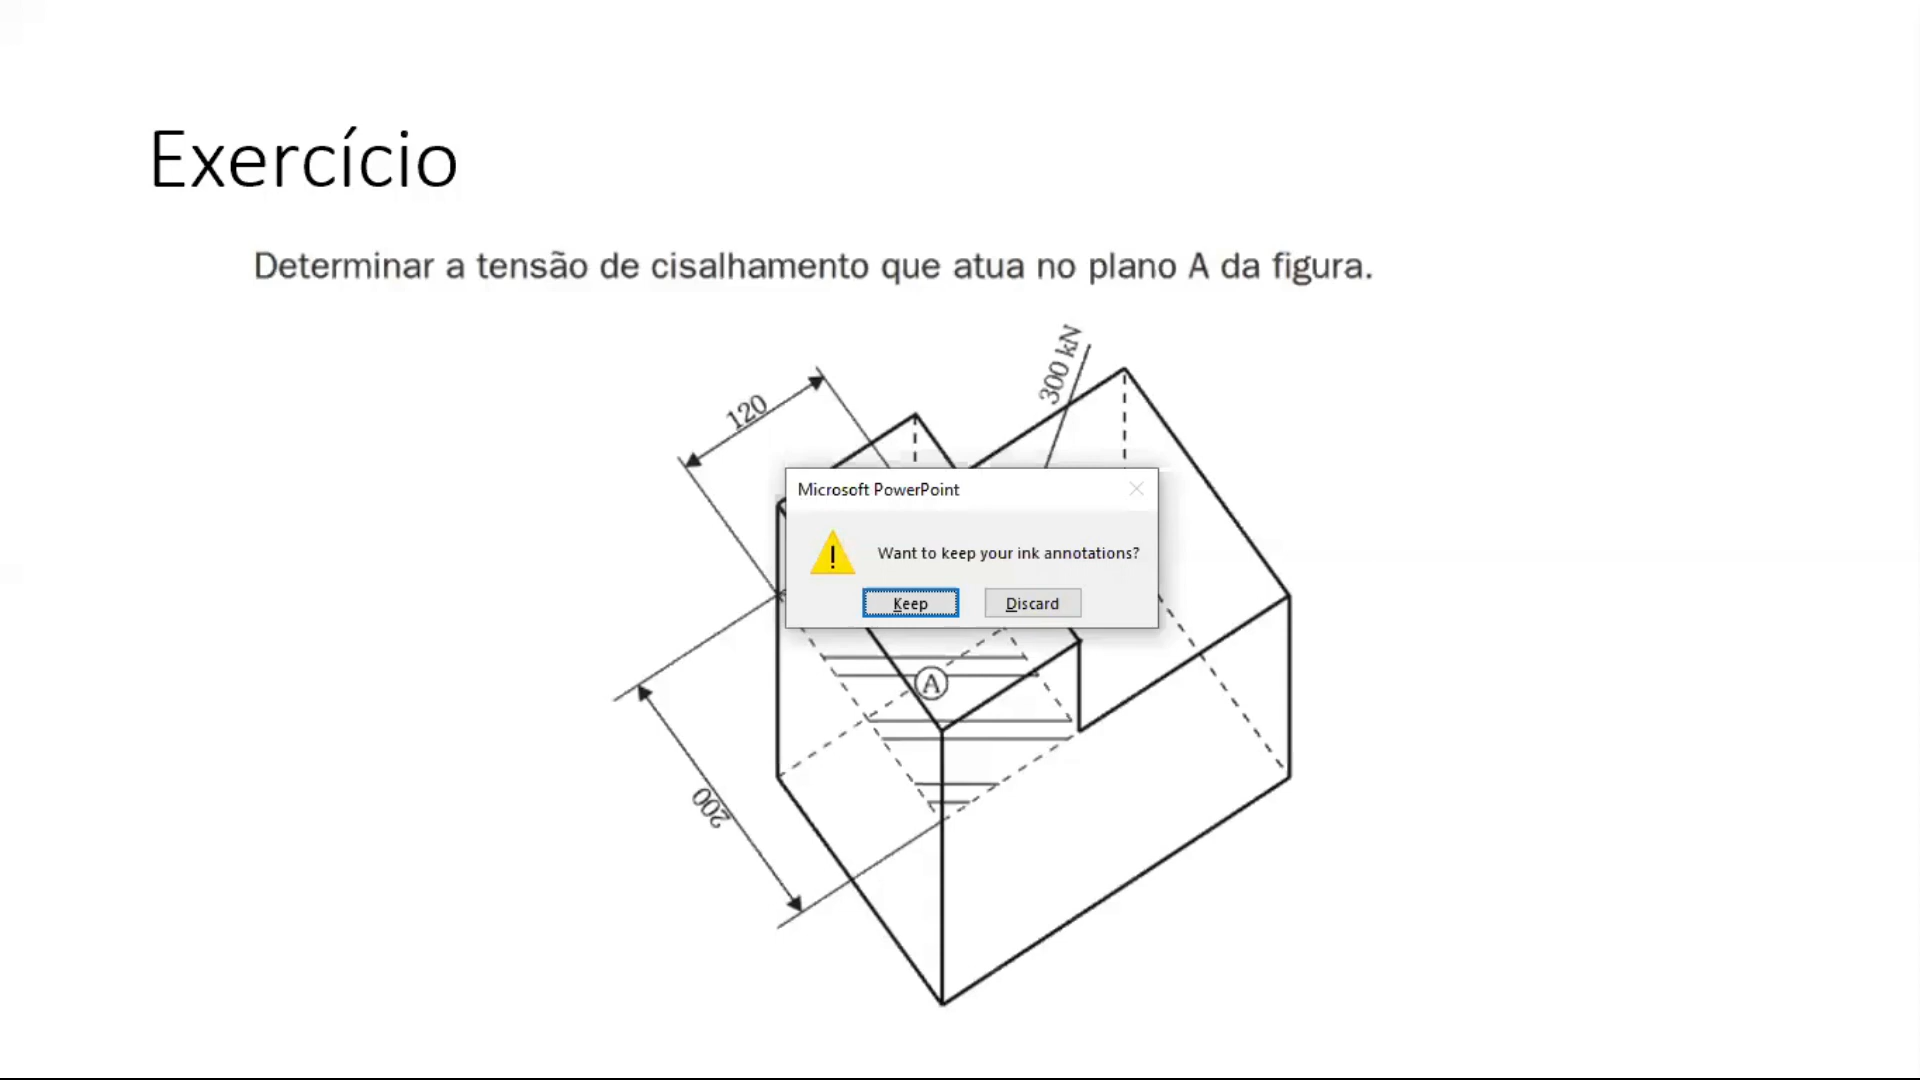 Exercício
Determinar a tensão de cisalhamento que atua no plano A da figura.
300 kN
120
Microsoft PowerPoint
Want to keep your ink annotations?
Keep
Discard
A
200